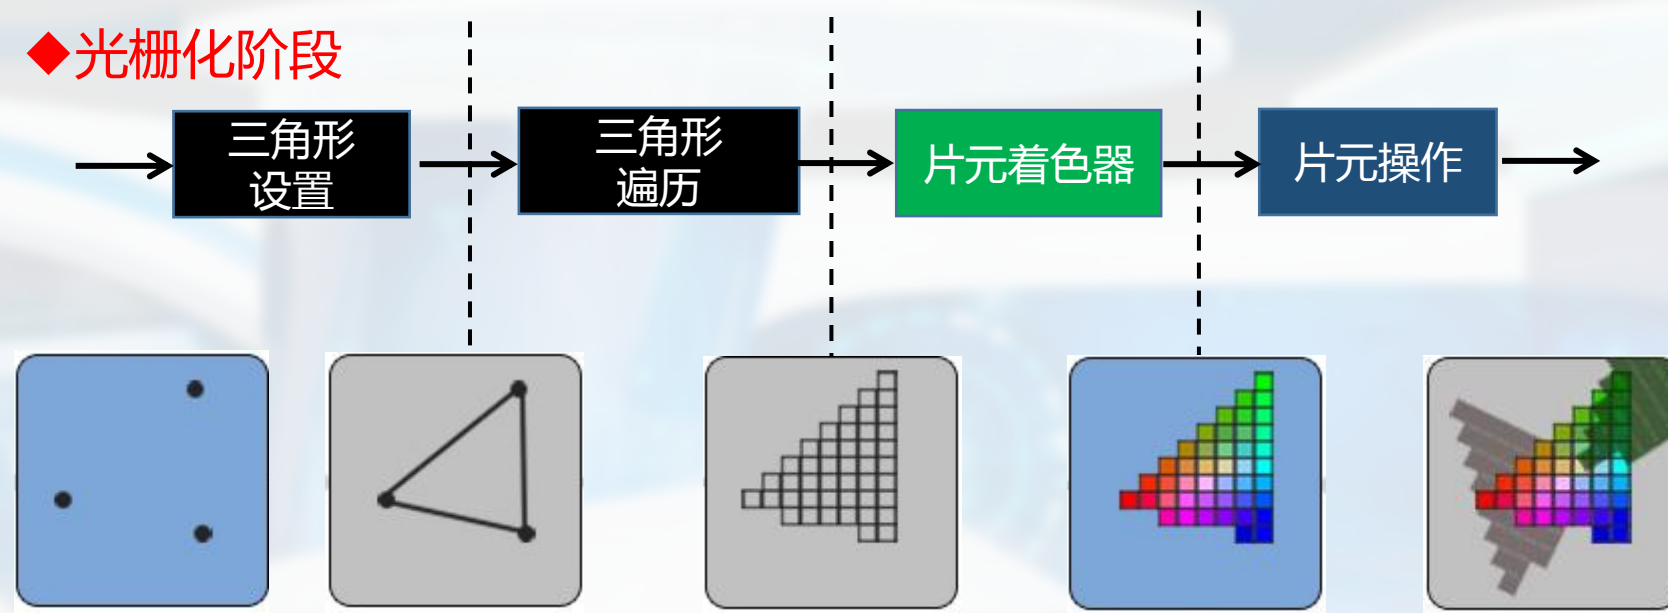 ◆光栅化阶段
三角形
设置
三角形
遍历
片元着色器
片元操作